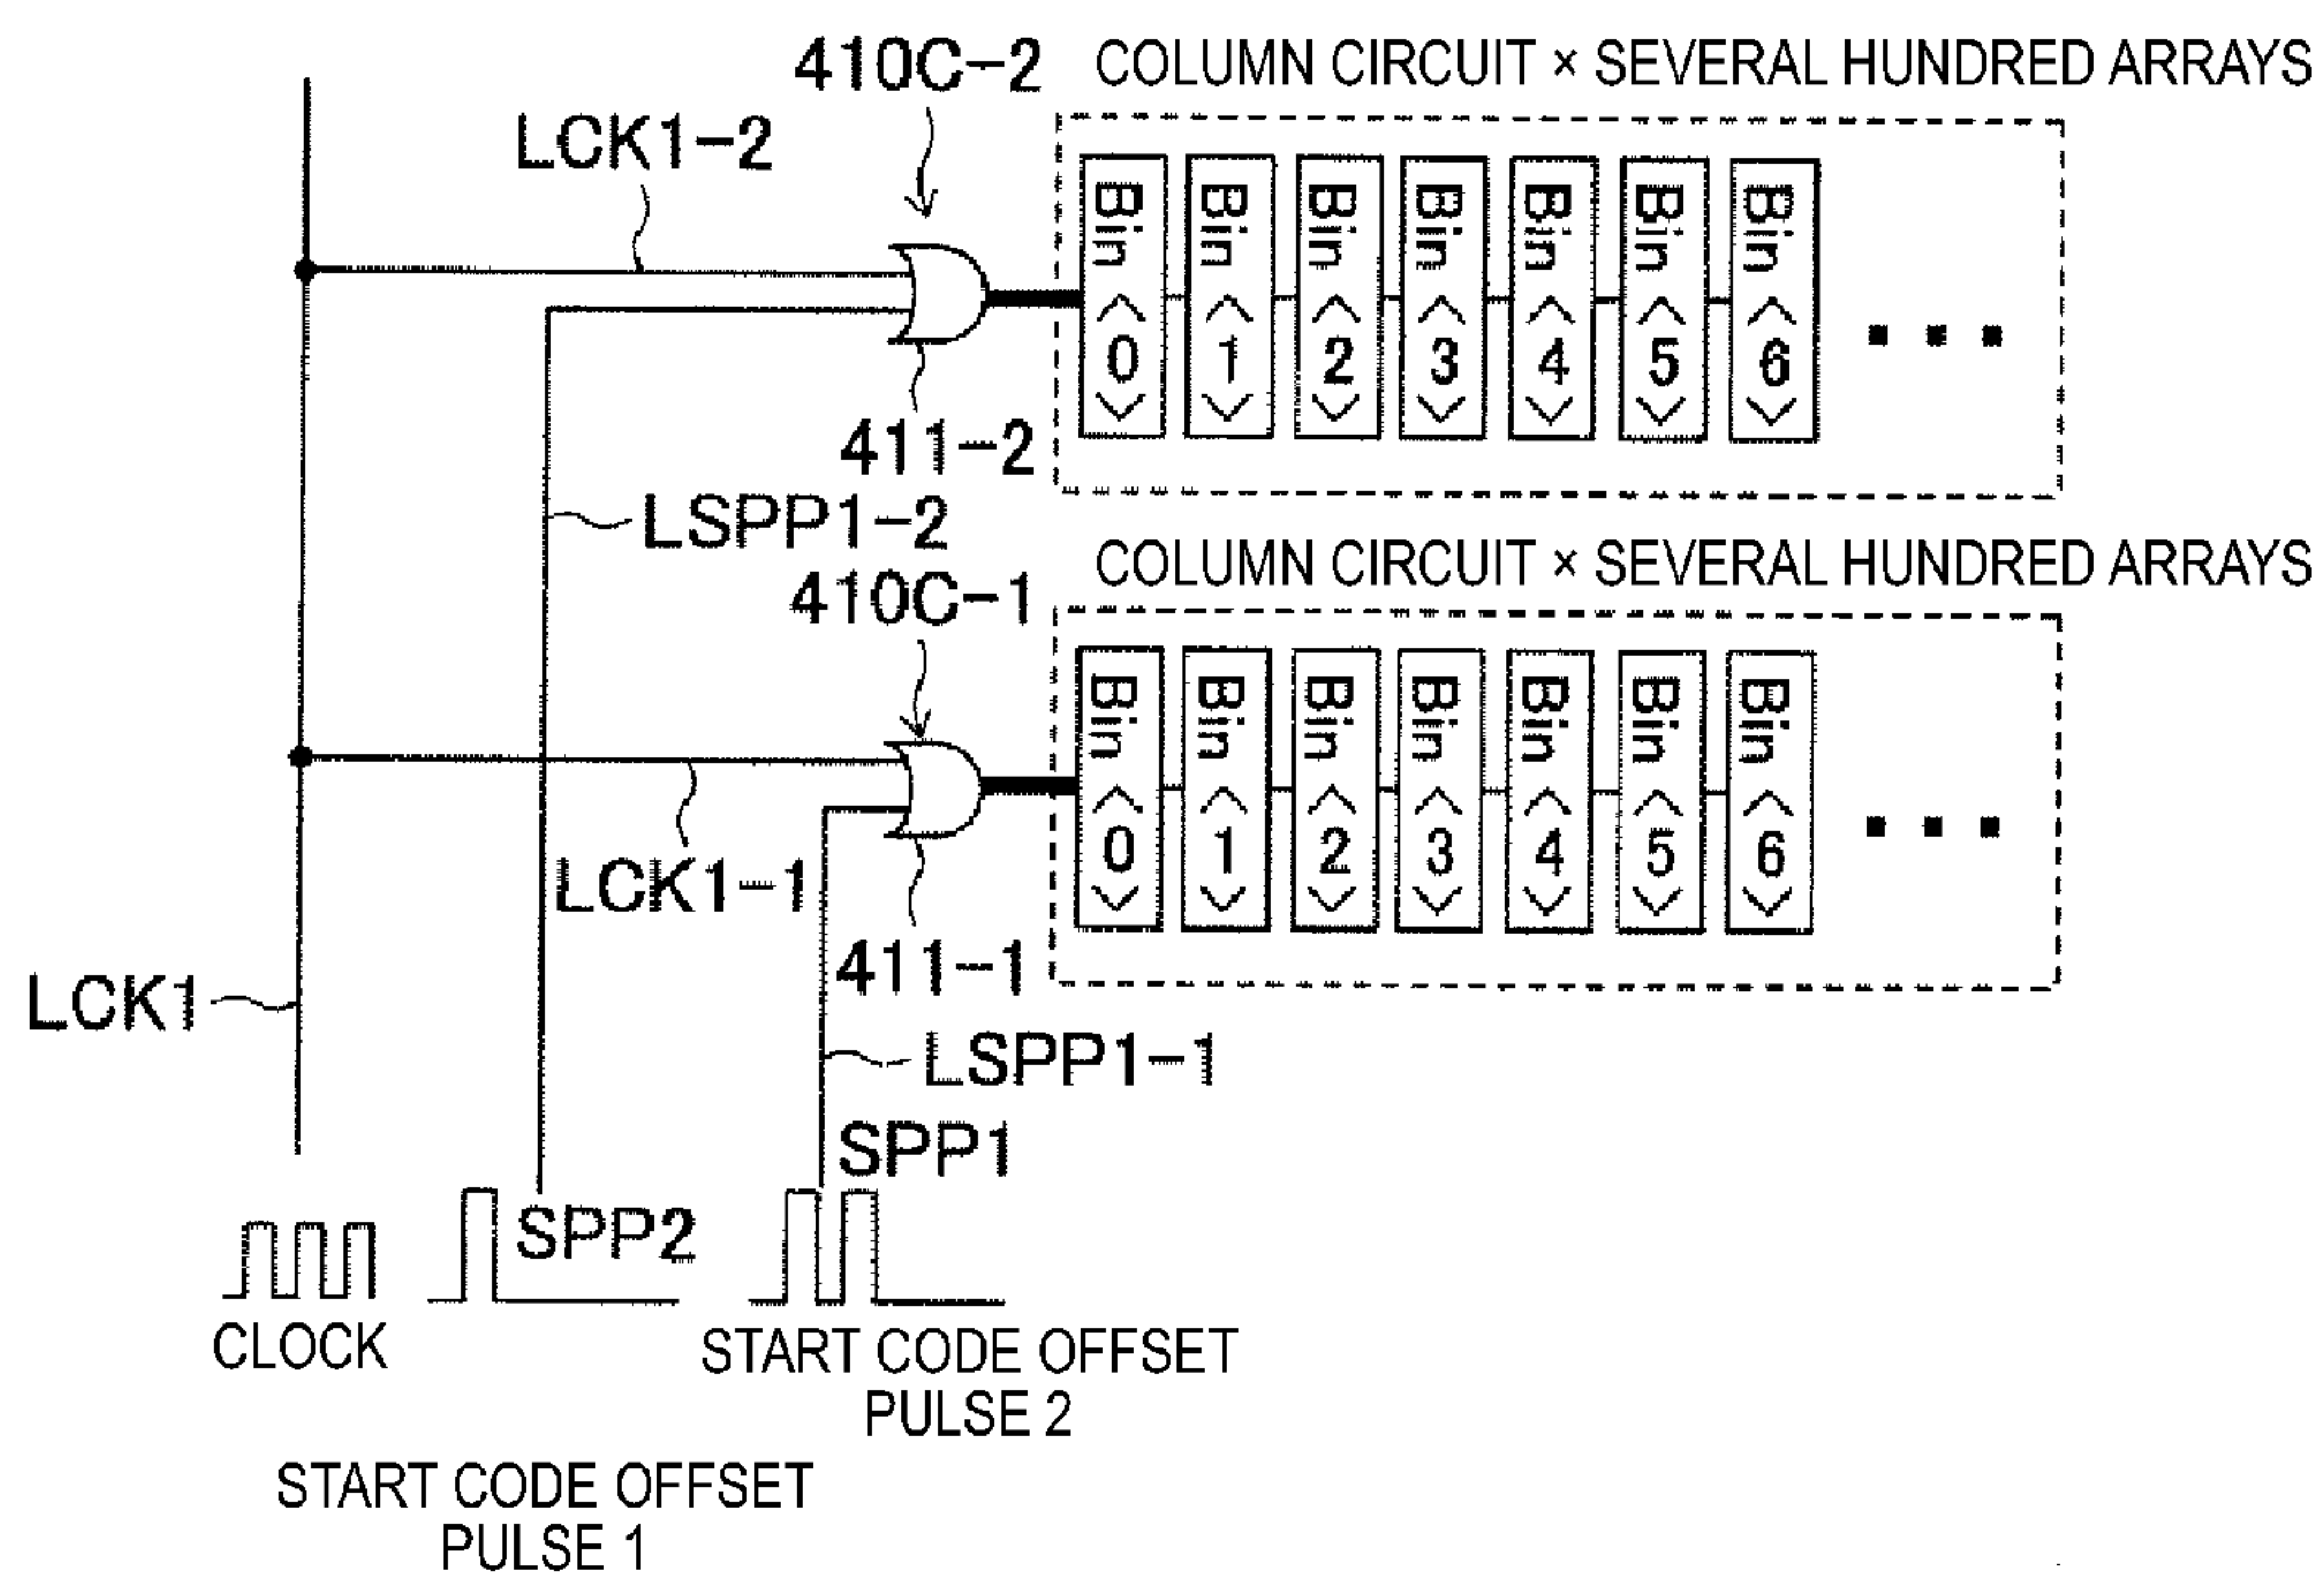 410C-2
COLUMN CIRCUIT × SEVERAL HUNDRED ARRAYS
LCK1-2
Bin <0>
Bin <1>
Bin <2>
Bin <3>
Bin <4>
Bin <5>
Bin <6>
411-2
LSPP1-2
410C-1
COLUMN CIRCUIT × SEVERAL HUNDRED ARRAYS
Bin <0>
Bin <1>
Bin <2>
Bin <3>
Bin <4>
Bin <5>
Bin <6>
LCK1-1
411-1
LCK1
LSPP1-1
SPP1
SPP2
CLOCK
START CODE OFFSET
PULSE 2
START CODE OFFSET
PULSE 1